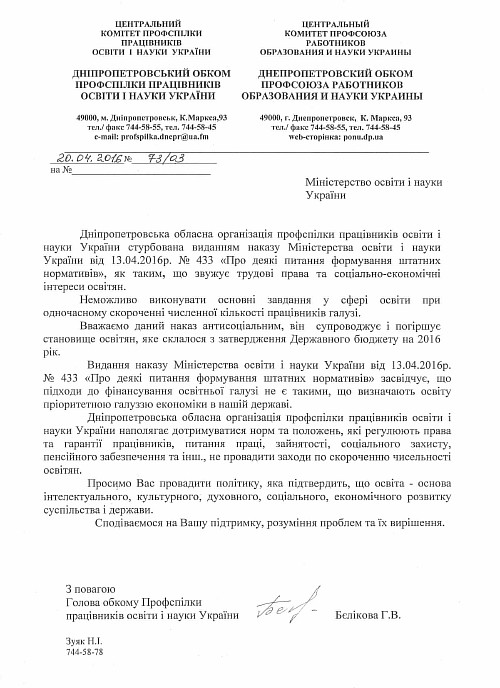 ЦЕНТРАЛЬНИЙ
КОМІТЕТ ПРОФСПІЛКИ
ПРАЦІВНИКІВ
ОСВІТИ І НАУКИ УКРАЇНИ
ДНІПРОПЕТРОВСЬКИЙ ОБКОМ
ПРОФСПІЛКИ ПРАЦІВНИКІВ
ОСВІТИ І НАУКИ УКРАЇНИ
49000, м. Дніпропетровськ, К.Маркса,93
тел./ факс 744-58-55, тел. 744-58-45
e-mail: profspilka.dnepr@ua.fm
ЦЕНТРАЛЬНЫЙ
КОМИТЕТ ПРОФСОЮЗА
РАБОТНИКОВ
ОБРАЗОВАНИЯ И НАУКИ УКРАИНЫ
ДНЕПРОПЕТРОВСКИЙ ОБКОМ
ПРОФСОЮЗА РАБОТНИКОВ
ОБРАЗОВАНИЯ И НАУКИ УКРАИНЫ
49000, г. Днепропетровск, К. Маркса, 93
тел./ факс 744-58-55, тел. 744-58-45
web-сторінка: ponu.dp.ua
20.04.2016 № 73/03
на №
Міністерство освіти і науки
України
Дніпропетровська обласна організація профспілки працівників освіти і
науки України стурбована виданням наказу Міністерства освіти і науки
України від 13.04.2016р. № 433 «Про деякі питання формування штатних
нормативів», як таким, що звужує трудові права та соціально-економічні
інтереси освітян.
Неможливо виконувати основні завдання у сфері освіти при
одночасному скороченні численної кількості працівників галузі.
Вважаємо даний наказ антисоціальним, він супроводжує і погіршує
становище освітян, яке склалося з затвердження Державного бюджету на 2016
рік.
Видання наказу Міністерства освіти і науки України від 13.04.2016р.
№ 433 «Про деякі питання формування штатних нормативів» засвідчує, що
підходи до фінансування освітньої галузі не є такими, що визначають освіту
пріоритетною галуззю економіки в нашій державі.
Дніпропетровська обласна організація профспілки працівників освіти і
науки України наполягає дотримуватися норм та положень, які регулюють права
та гарантії працівників, питання праці, зайнятості, соціального захисту,
пенсійного забезпечення та інш., не провадити заходи по скороченню чисельності
освітян.
Просимо Вас провадити політику, яка підтвердить, що освіта - основа
інтелектуального, культурного, духовного, соціального, економічного розвитку
суспільства і держави.
Сподіваємося на Вашу підтримку, розуміння проблем та їх вирішення.
З повагою
Голова обкому Профспілки
працівників освіти і науки України Бєлікова Г.В.
Зуяк Н.І.
744-58-78